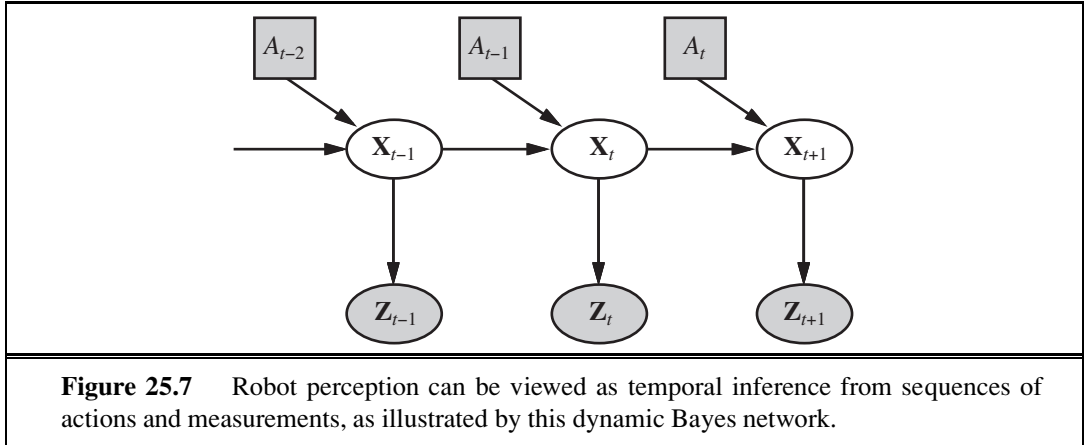 A_{t−2} A_{t−1} A_t
X_{t−1} X_t X_{t+1}
Z_{t−1} Z_t Z_{t+1}
Figure 25.7 Robot perception can be viewed as temporal inference from sequences of
actions and measurements, as illustrated by this dynamic Bayes network.